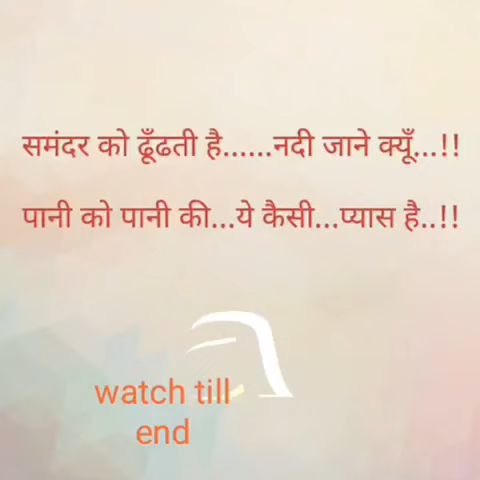 समंदर को ढूँढती है......नदी जाने क्यूँ...!!
पानी को पानी की...ये कैसी...प्यास है..!!
watch till
end